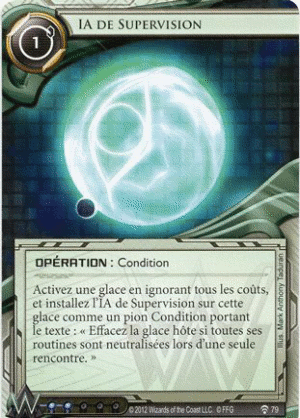 IA de Supervision
1
OPÉRATION : Condition
Activez une glace en ignorant tous les coûts,
et installez l'IA de Supervision sur cette
glace comme un pion Condition portant
le texte : « Effacez la glace hôte si toutes ses
routines sont neutralisées lors d'une seule
rencontre. »
Illus. Mark Anthony Taduran
© 2012 Wizards of the Coast LLC. © FFG
79